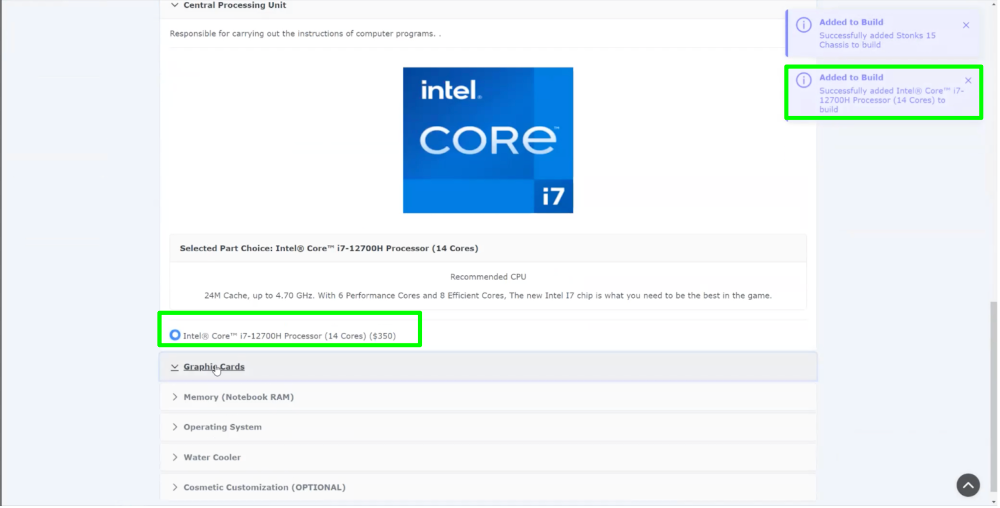 Central Processing Unit
Responsible for carrying out the instructions of computer programs. .
Added to Build
Successfully added Stonks 15
Chassis to build
Added to Build
Successfully added Intel® Core™ i7-
12700H Processor (14 Cores) to
build
intel.
CORe™
i7
Selected Part Choice: Intel® Core™ i7-12700H Processor (14 Cores)
Recommended CPU
24M Cache, up to 4.70 GHz. With 6 Performance Cores and 8 Efficient Cores, The new Intel I7 chip is what you need to be the best in the game.
Intel® Core™ i7-12700H Processor (14 Cores) ($350)
Graphic Cards
Memory (Notebook RAM)
Operating System
Water Cooler
Cosmetic Customization (OPTIONAL)